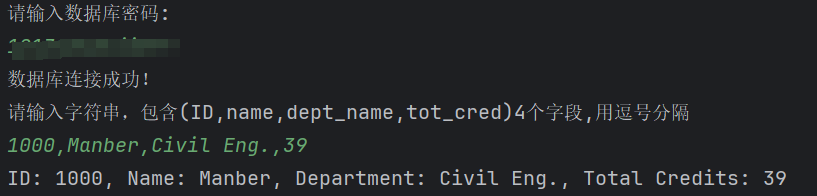 请输入数据库密码:
数据库连接成功！
请输入字符串，包含(ID,name,dept_name,tot_cred)4个字段,用逗号分隔
1000,Manber,Civil Eng.,39
ID: 1000, Name: Manber, Department: Civil Eng., Total Credits: 39